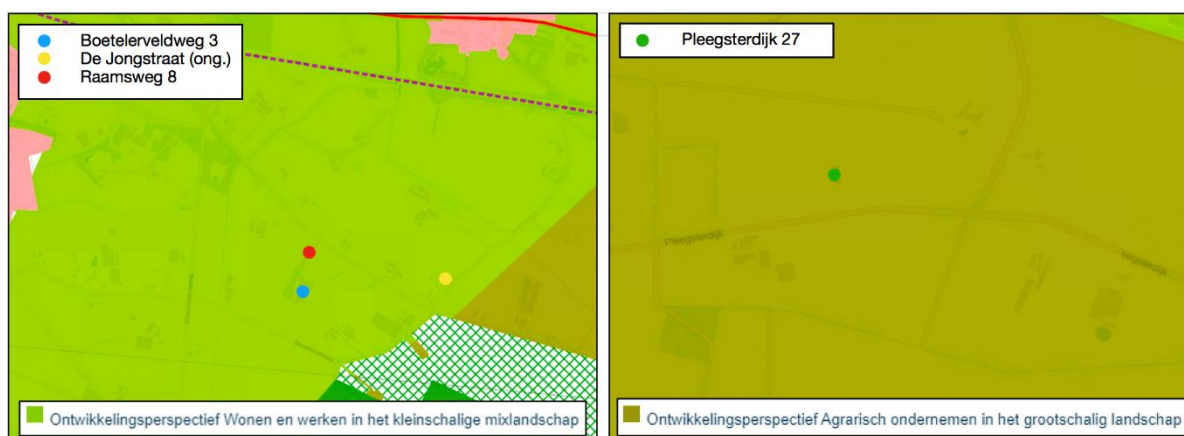 Boetelerveldweg 3
De Jongstraat (ong.)
Raamsweg 8
Ontwikkelingsperspectief Wonen en werken in het kleinschalige mixlandschap
Pleegsterdijk 27
Pleegsterdijk
egsterdijk
Ontwikkelingsperspectief Agrarisch ondernemen in het grootschalig landschap